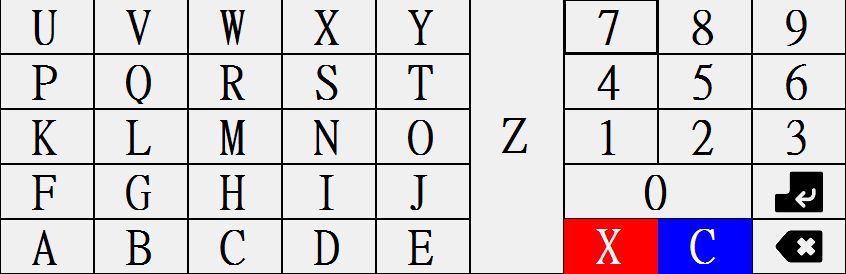 U V W X Y 7 8 9
P Q R S T 4 5 6
K L M N O Z 1 2 3
F G H I J 0
A B C D E X C